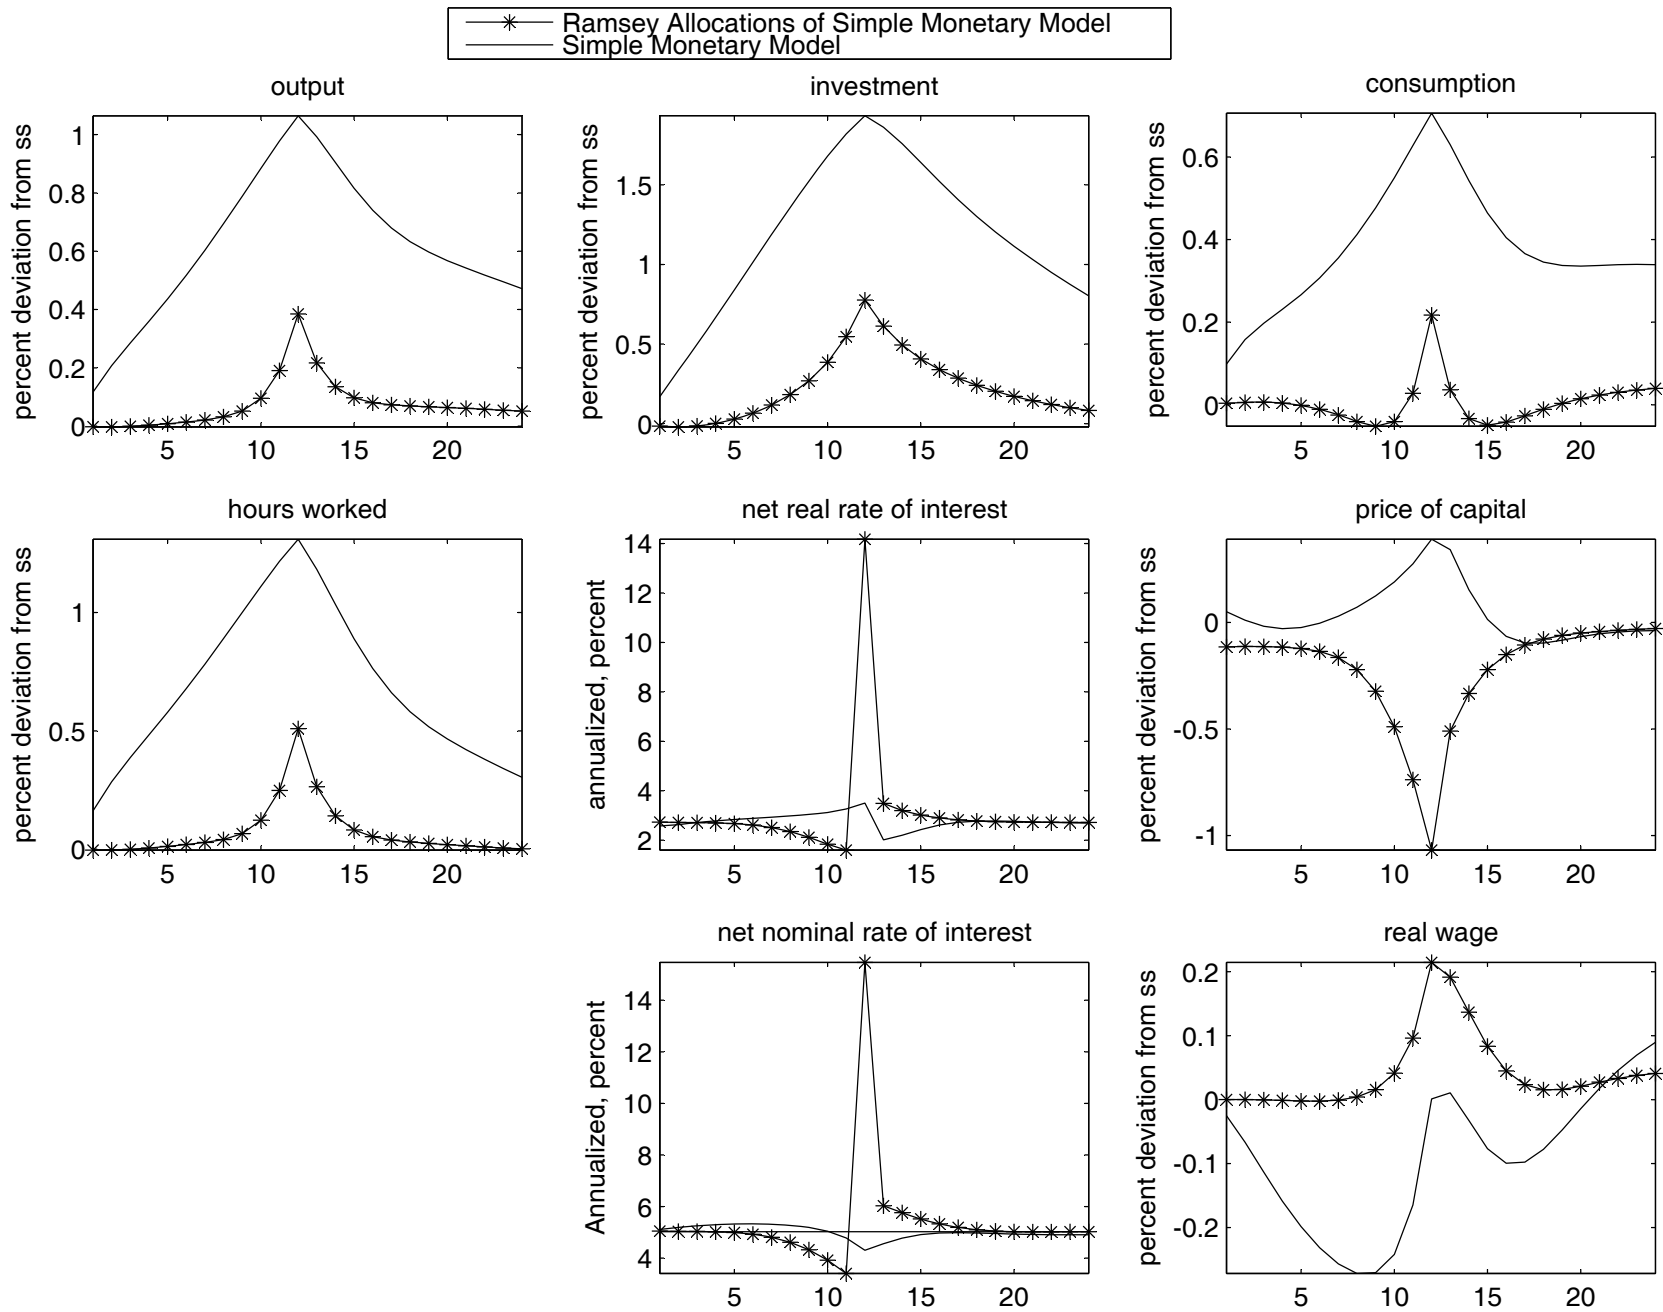 Ramsey Allocations of Simple Monetary Model
Simple Monetary Model
output
investment
consumption
percent deviation from ss
1
0.8
0.6
0.4
0.2
0
5 10 15 20
percent deviation from ss
1.5
1
0.5
0
5 10 15 20
percent deviation from ss
0.6
0.4
0.2
0
5 10 15 20
hours worked
net real rate of interest
price of capital
percent deviation from ss
1
0.5
0
5 10 15 20
annualized, percent
14
12
10
8
6
4
2
5 10 15 20
percent deviation from ss
0
-0.5
-1
5 10 15 20
net nominal rate of interest
real wage
Annualized, percent
14
12
10
8
6
4
5 10 15 20
percent deviation from ss
0.2
0.1
0
-0.1
-0.2
5 10 15 20